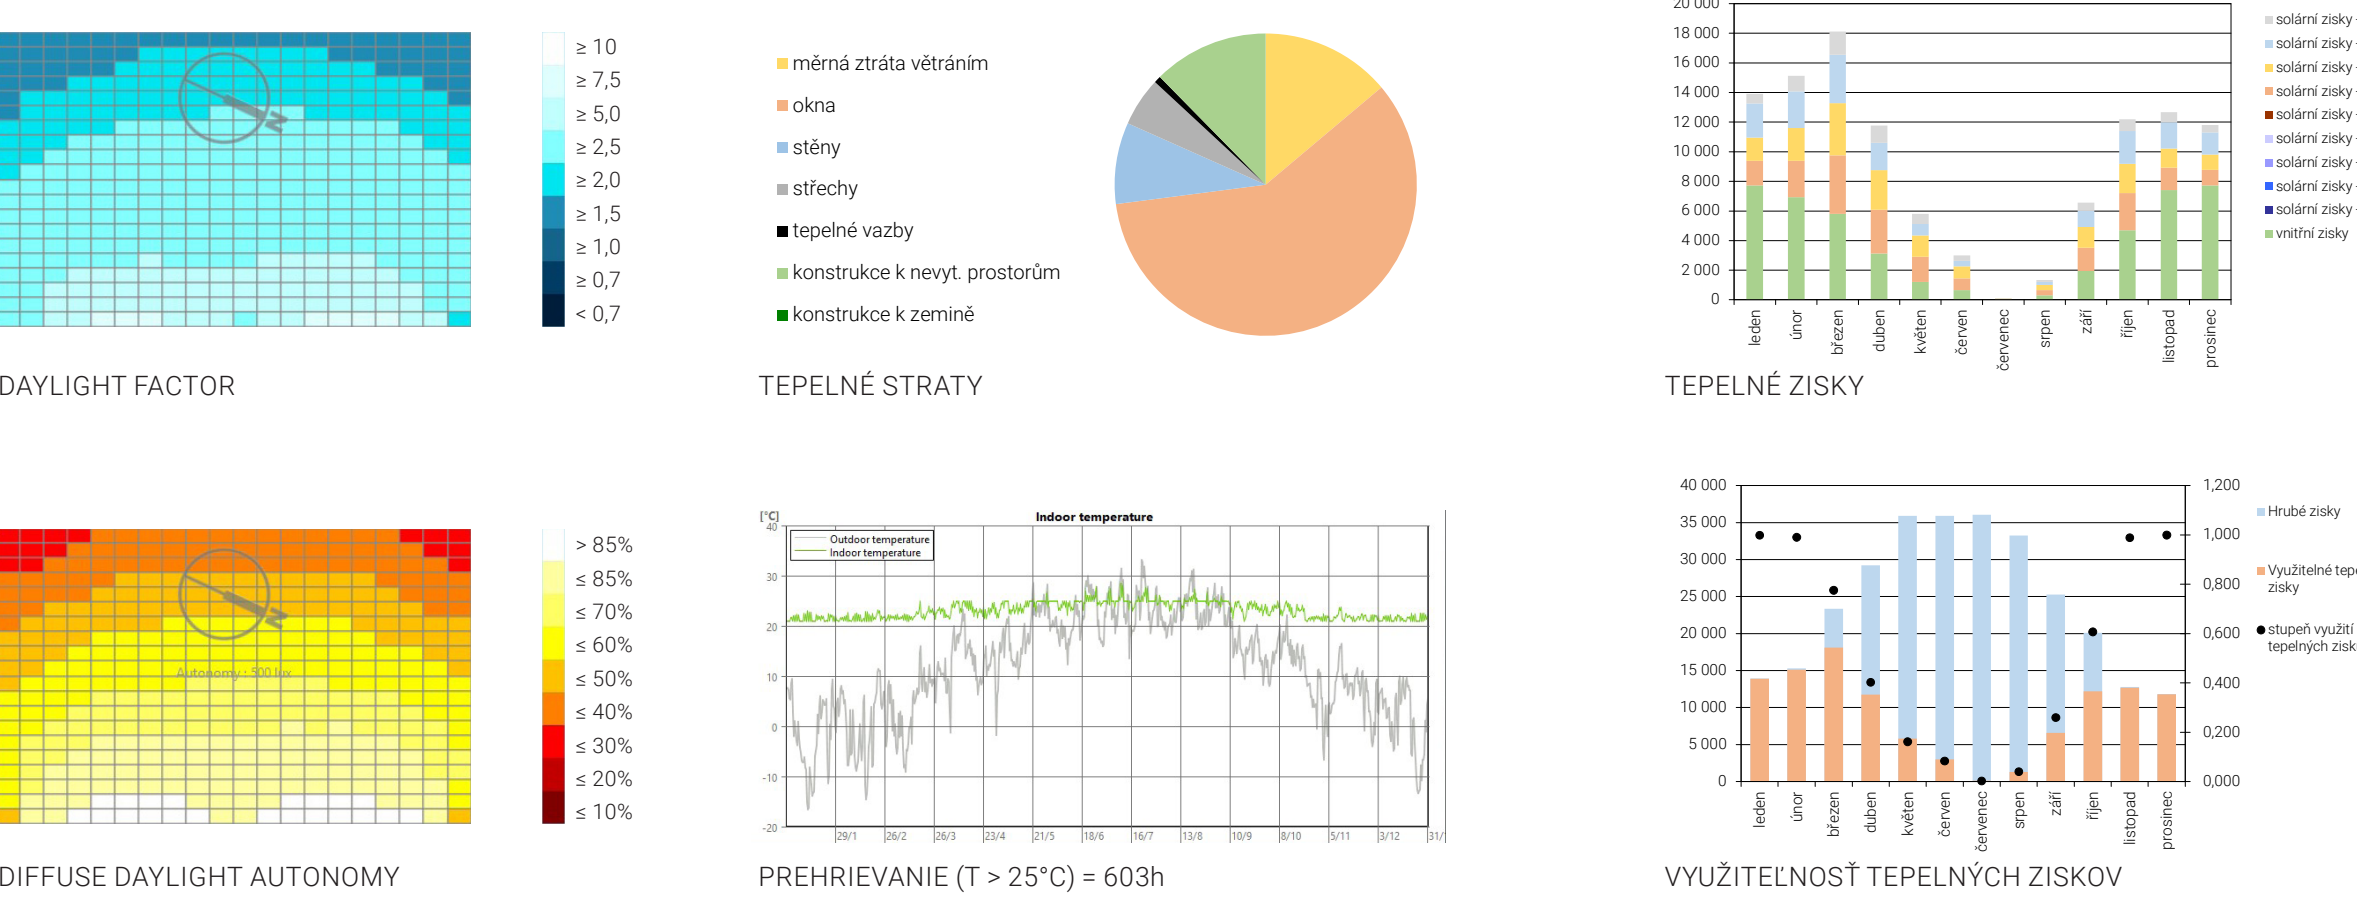 ≥ 10
≥ 7,5
≥ 5,0
≥ 2,5
≥ 2,0
≥ 1,5
≥ 1,0
≥ 0,7
< 0,7
N
DAYLIGHT FACTOR
měrná ztráta větráním
okna
stěny
střechy
tepelné vazby
konstrukce k nevyt. prostorům
konstrukce k zemině
TEPELNÉ STRATY
20 000
18 000
16 000
14 000
12 000
10 000
8 000
6 000
4 000
2 000
0
leden
únor
březen
duben
květen
červen
červenec
srpen
září
říjen
listopad
prosinec
solární zisky -
solární zisky -
solární zisky -
solární zisky -
solární zisky -
solární zisky -
solární zisky -
solární zisky -
solární zisky -
vnitřní zisky
TEPELNÉ ZISKY
N
Autonomy : 500 lux
> 85%
≤ 85%
≤ 70%
≤ 60%
≤ 50%
≤ 40%
≤ 30%
≤ 20%
≤ 10%
DIFFUSE DAYLIGHT AUTONOMY
[°C]
Indoor temperature
Outdoor temperature
Indoor temperature
40
30
20
10
0
-10
-20
29/1
26/2
26/3
23/4
21/5
18/6
16/7
13/8
10/9
8/10
5/11
3/12
31/
PREHRIEVANIE (T > 25°C) = 603h
40 000
35 000
30 000
25 000
20 000
15 000
10 000
5 000
0
1,200
1,000
0,800
0,600
0,400
0,200
0,000
leden
únor
březen
duben
květen
červen
červenec
srpen
září
říjen
listopad
prosinec
Hrubé zisky
Využitelné tepe
zisky
stupeň využití
tepelných zisk
VYUŽITEĽNOSŤ TEPELNÝCH ZISKOV